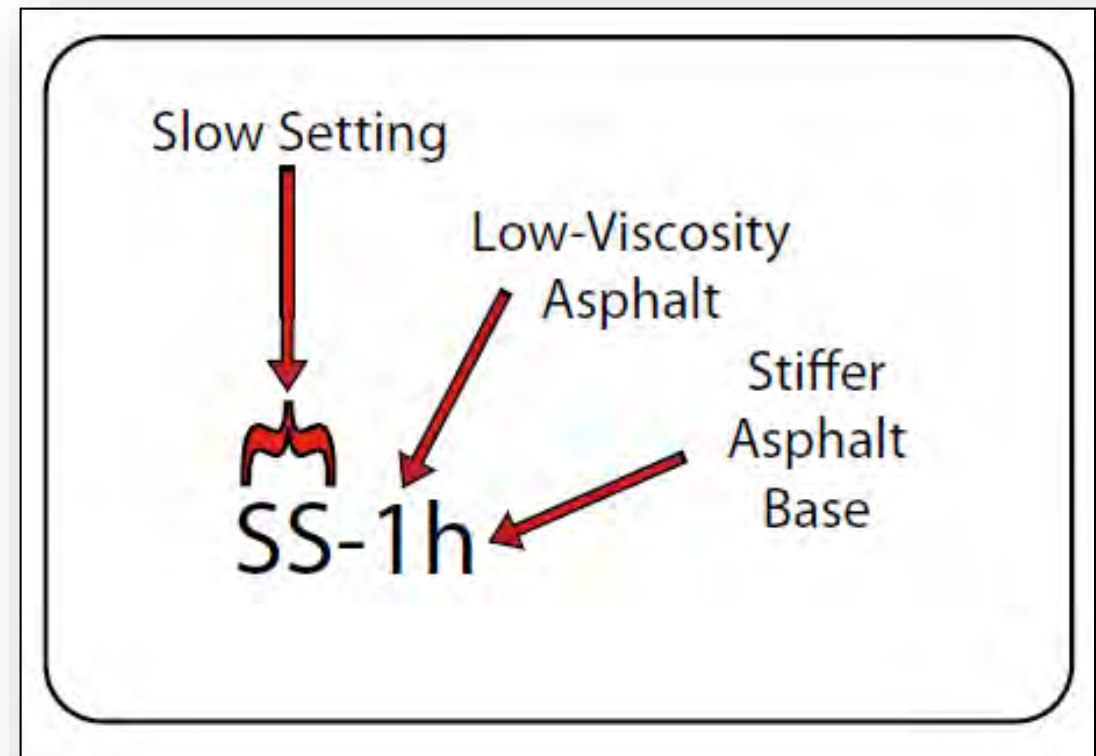 Slow Setting
Low-Viscosity
Asphalt
Stiffer
Asphalt
Base
SS-1h